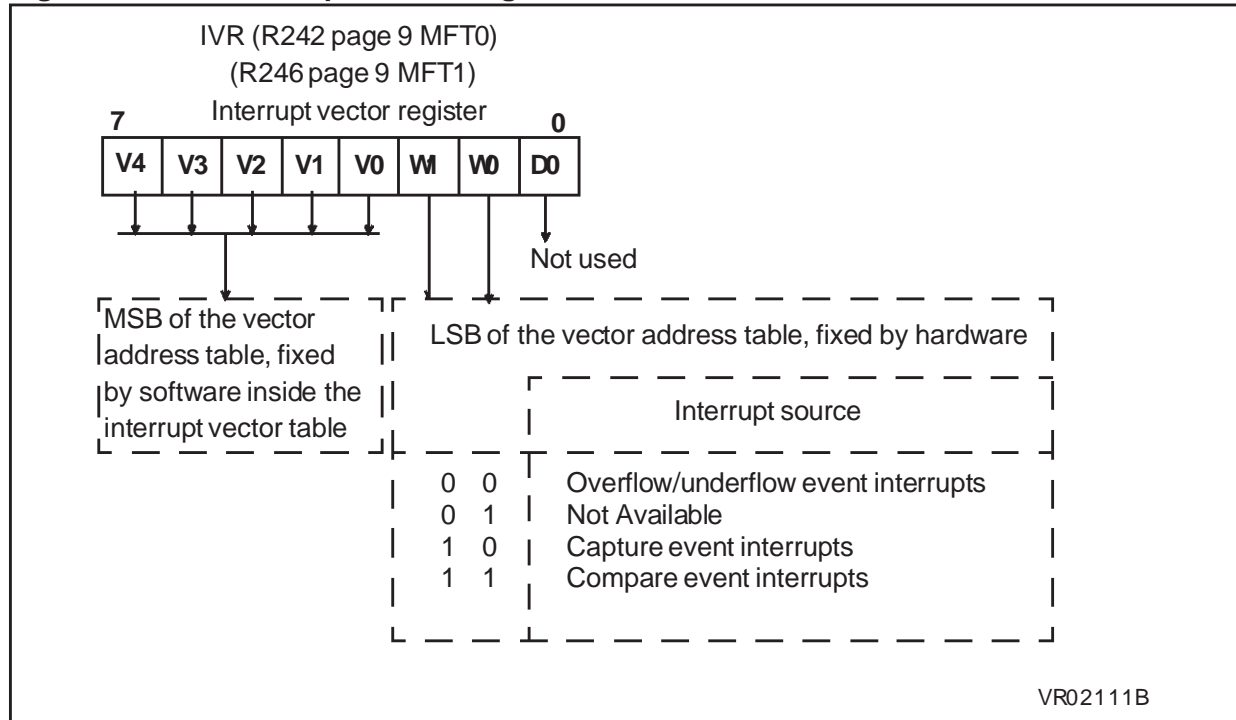 IVR (R242 page 9 MFT0)
(R246 page 9 MFT1)
Interrupt vector register
7 0
V4 V3 V2 V1 V0 W1 W0 D0
Not used
MSB of the vector
address table, fixed
by software inside the
interrupt vector table
LSB of the vector address table, fixed by hardware
Interrupt source
0 0 Overflow/underflow event interrupts
0 1 Not Available
1 0 Capture event interrupts
1 1 Compare event interrupts
VR02111B